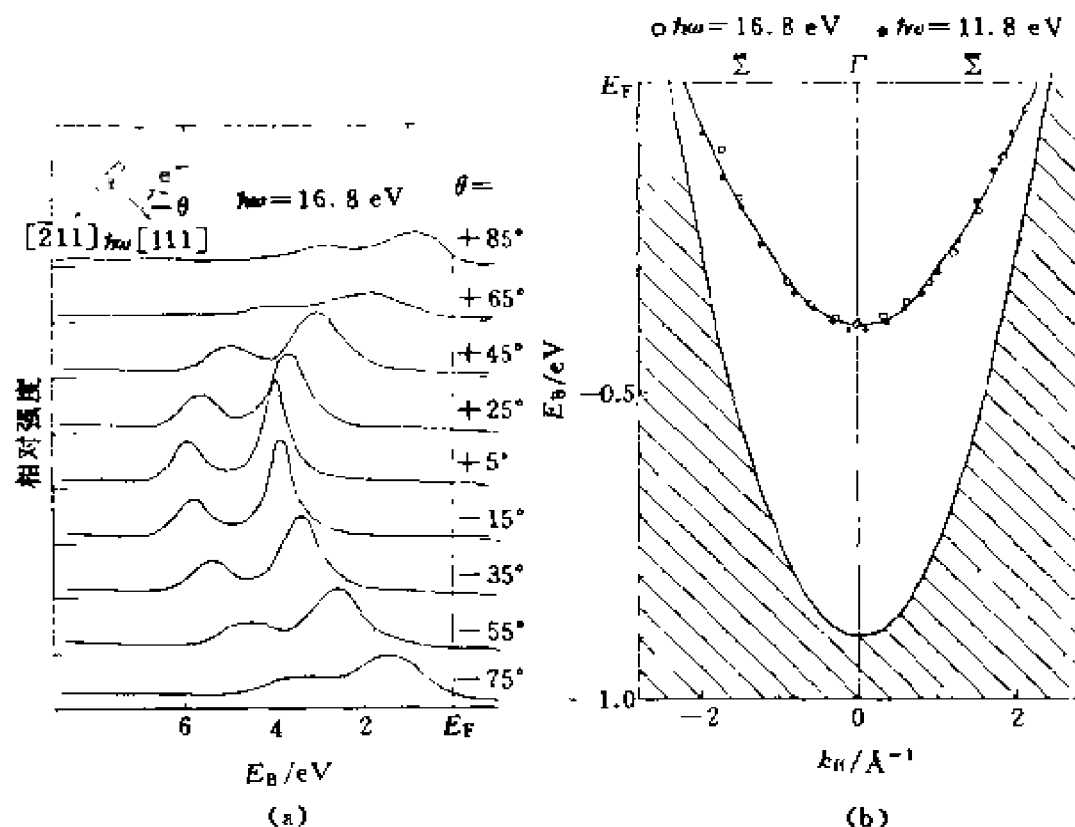 ħω=16.8 eV ħω=11.8 eV
Σ̄ Γ Σ̄
E_F
e⁻
θ
ħω=16.8 eV θ=
[2̄11̄] ħω [111]
+85°
+65°
+45°
+25°
+5°
−15°
−35°
−55°
−75°
相对强度
6 4 2 E_F
E_B/eV
(a)
E_B/eV
−0.5
−1.0
−2 0 2
k_//Å⁻¹
(b)